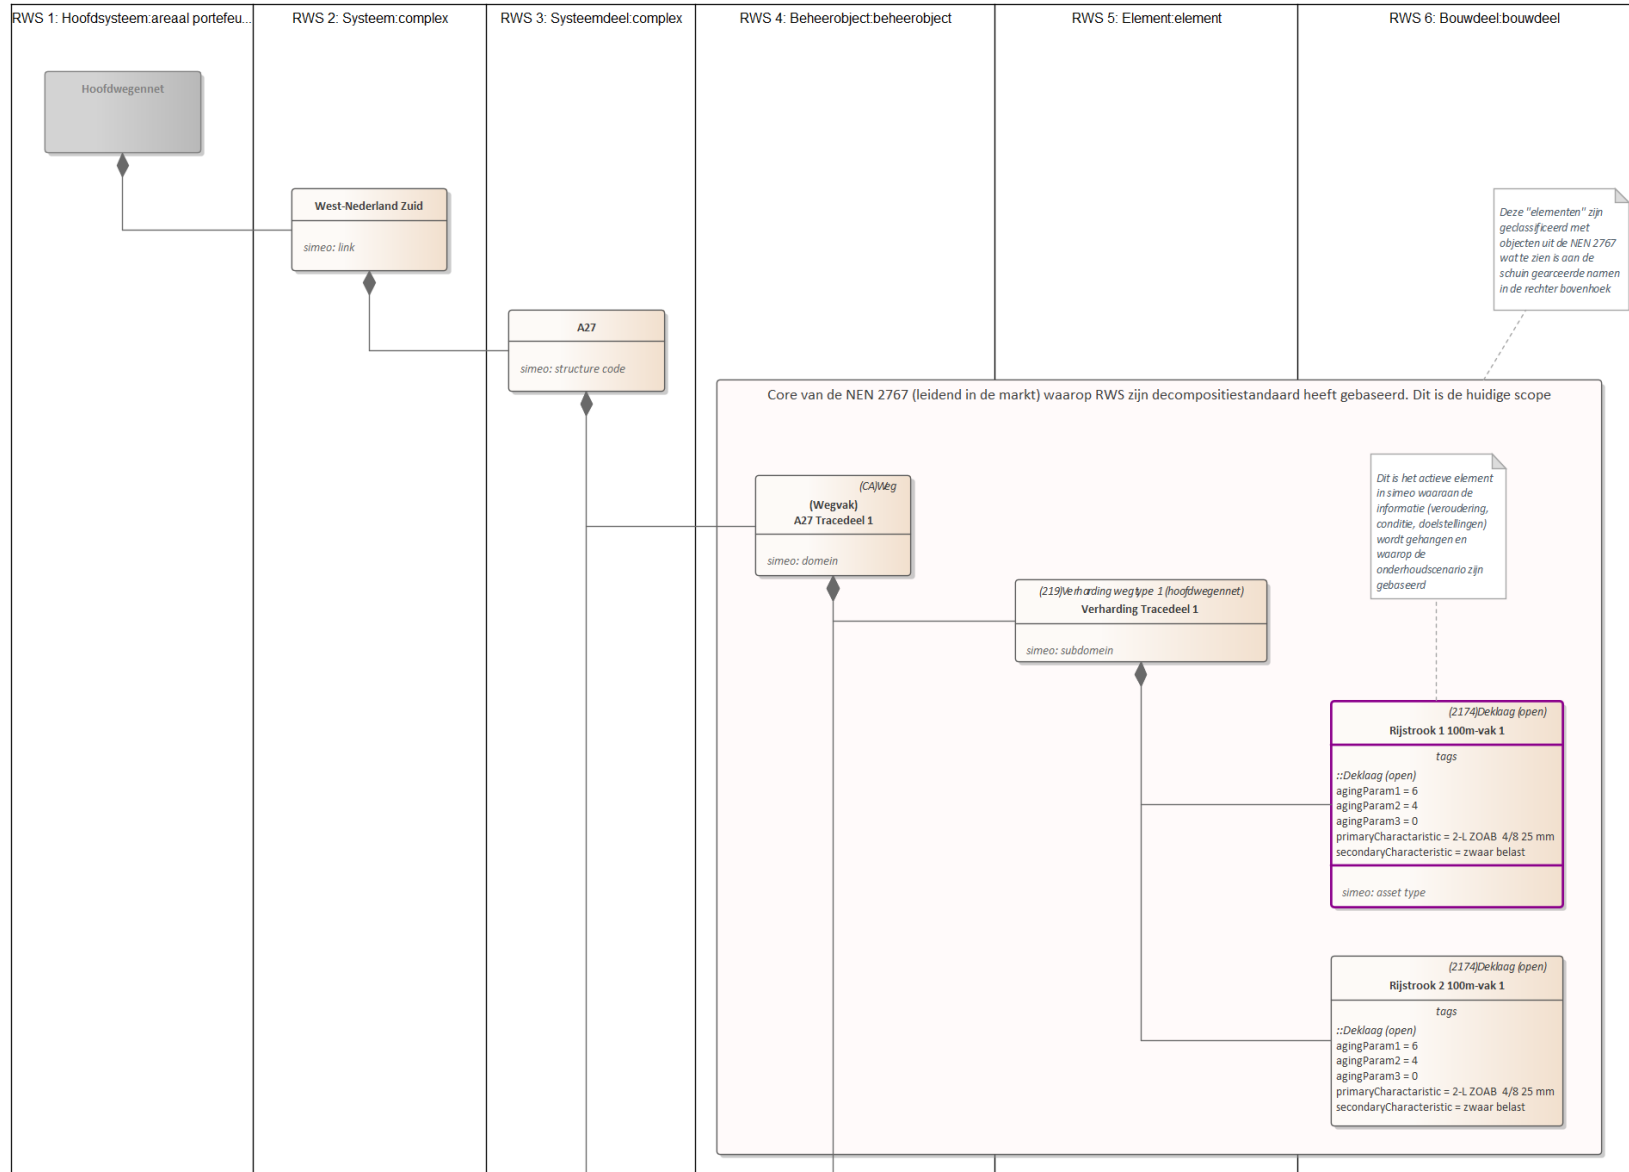 RWS 1: Hoofdsysteem:areaal portefeu...
RWS 2: Systeem:complex
RWS 3: Systeemdeel:complex
RWS 4: Beheerobject:beheerobject
RWS 5: Element:element
RWS 6: Bouwdeel:bouwdeel
Hoofdwegennet
West-Nederland Zuid
simeo: link
A27
simeo: structure code
Deze "elementen" zijn
geclassificeerd met
objecten uit de NEN 2767
wat te zien is aan de
schuin gearceerde namen
in de rechter bovenhoek
Core van de NEN 2767 (leidend in de markt) waarop RWS zijn decompositiestandaard heeft gebaseerd. Dit is de huidige scope
(CA)Weg
(Wegvak)
A27 Tracedeel 1
simeo: domein
Dit is het actieve element
in simeo waaraan de
informatie (veroudering,
conditie, doelstellingen)
wordt gehangen en
waarop de
onderhoudscenario zijn
gebaseerd
(219)Verharding wegtype 1 (hoofdwegennet)
Verharding Tracedeel 1
simeo: subdomein
(2174)Deklaag (open)
Rijstrook 1 100m-vak 1
tags
::Deklaag (open)
agingParam1 = 6
agingParam2 = 4
agingParam3 = 0
primaryCharactaristic = 2-L ZOAB  4/8 25 mm
secondaryCharacteristic = zwaar belast
simeo: asset type
(2174)Deklaag (open)
Rijstrook 2 100m-vak 1
tags
::Deklaag (open)
agingParam1 = 6
agingParam2 = 4
agingParam3 = 0
primaryCharactaristic = 2-L ZOAB  4/8 25 mm
secondaryCharacteristic = zwaar belast